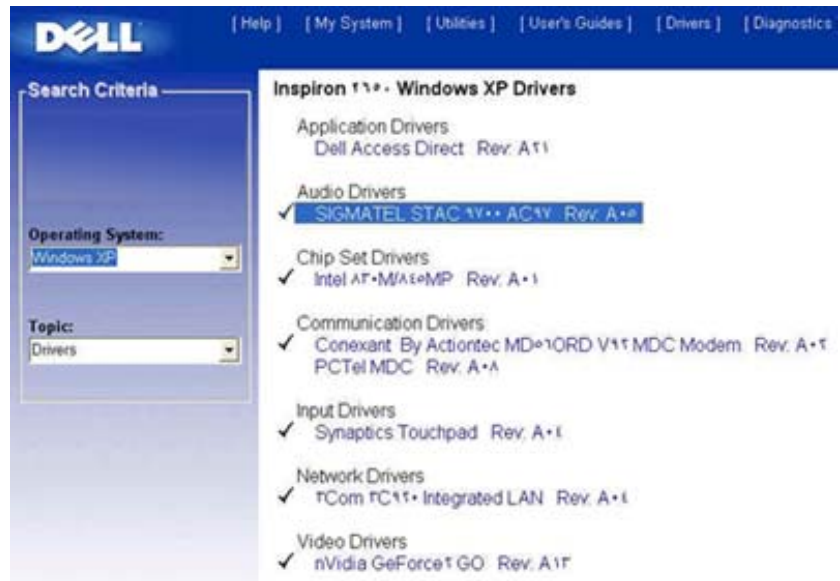 DELL
[ Help ] [ My System ] [ Utilities ] [ User's Guides ] [ Drivers ] [ Diagnostics
Search Criteria
Operating System:
Windows XP
Topic:
Drivers
Inspiron ٢٦٥٠ Windows XP Drivers
Application Drivers
Dell Access Direct Rev: A٢١
Audio Drivers
✓ SIGMATEL STAC ٩٧٠٠ AC٩٧ Rev: A٠٥
Chip Set Drivers
✓ Intel ٨٣٠M/٨٤٥MP Rev: A٠١
Communication Drivers
✓ Conexant By Actiontec MD٥٦ORD V٩٢ MDC Modem Rev: A٠٢
PCTel MDC Rev: A٠٨
Input Drivers
✓ Synaptics Touchpad Rev: A٠٤
Network Drivers
✓ ٣Com ٣C٩٢٠ Integrated LAN Rev: A٠٤
Video Drivers
✓ nVidia GeForce٢ GO Rev: A١٣